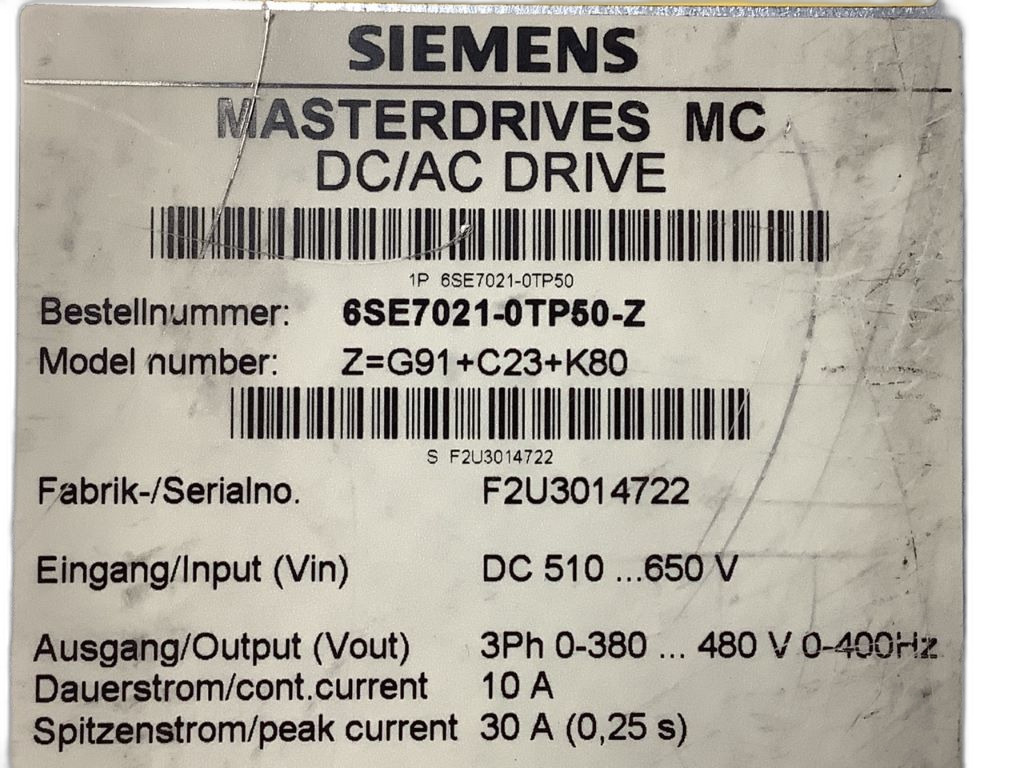 SIEMENS
MASTERDRIVES MC
DC/AC DRIVE
1P 6SE7021-0TP50
Bestellnummer: 6SE7021-0TP50-Z
Model number: Z=G91+C23+K80
S F2U3014722
Fabrik-/Serialno. F2U3014722
Eingang/Input (Vin) DC 510 ...650 V
Ausgang/Output (Vout) 3Ph 0-380 ... 480 V 0-400Hz
Dauerstrom/cont.current 10 A
Spitzenstrom/peak current 30 A (0,25 s)